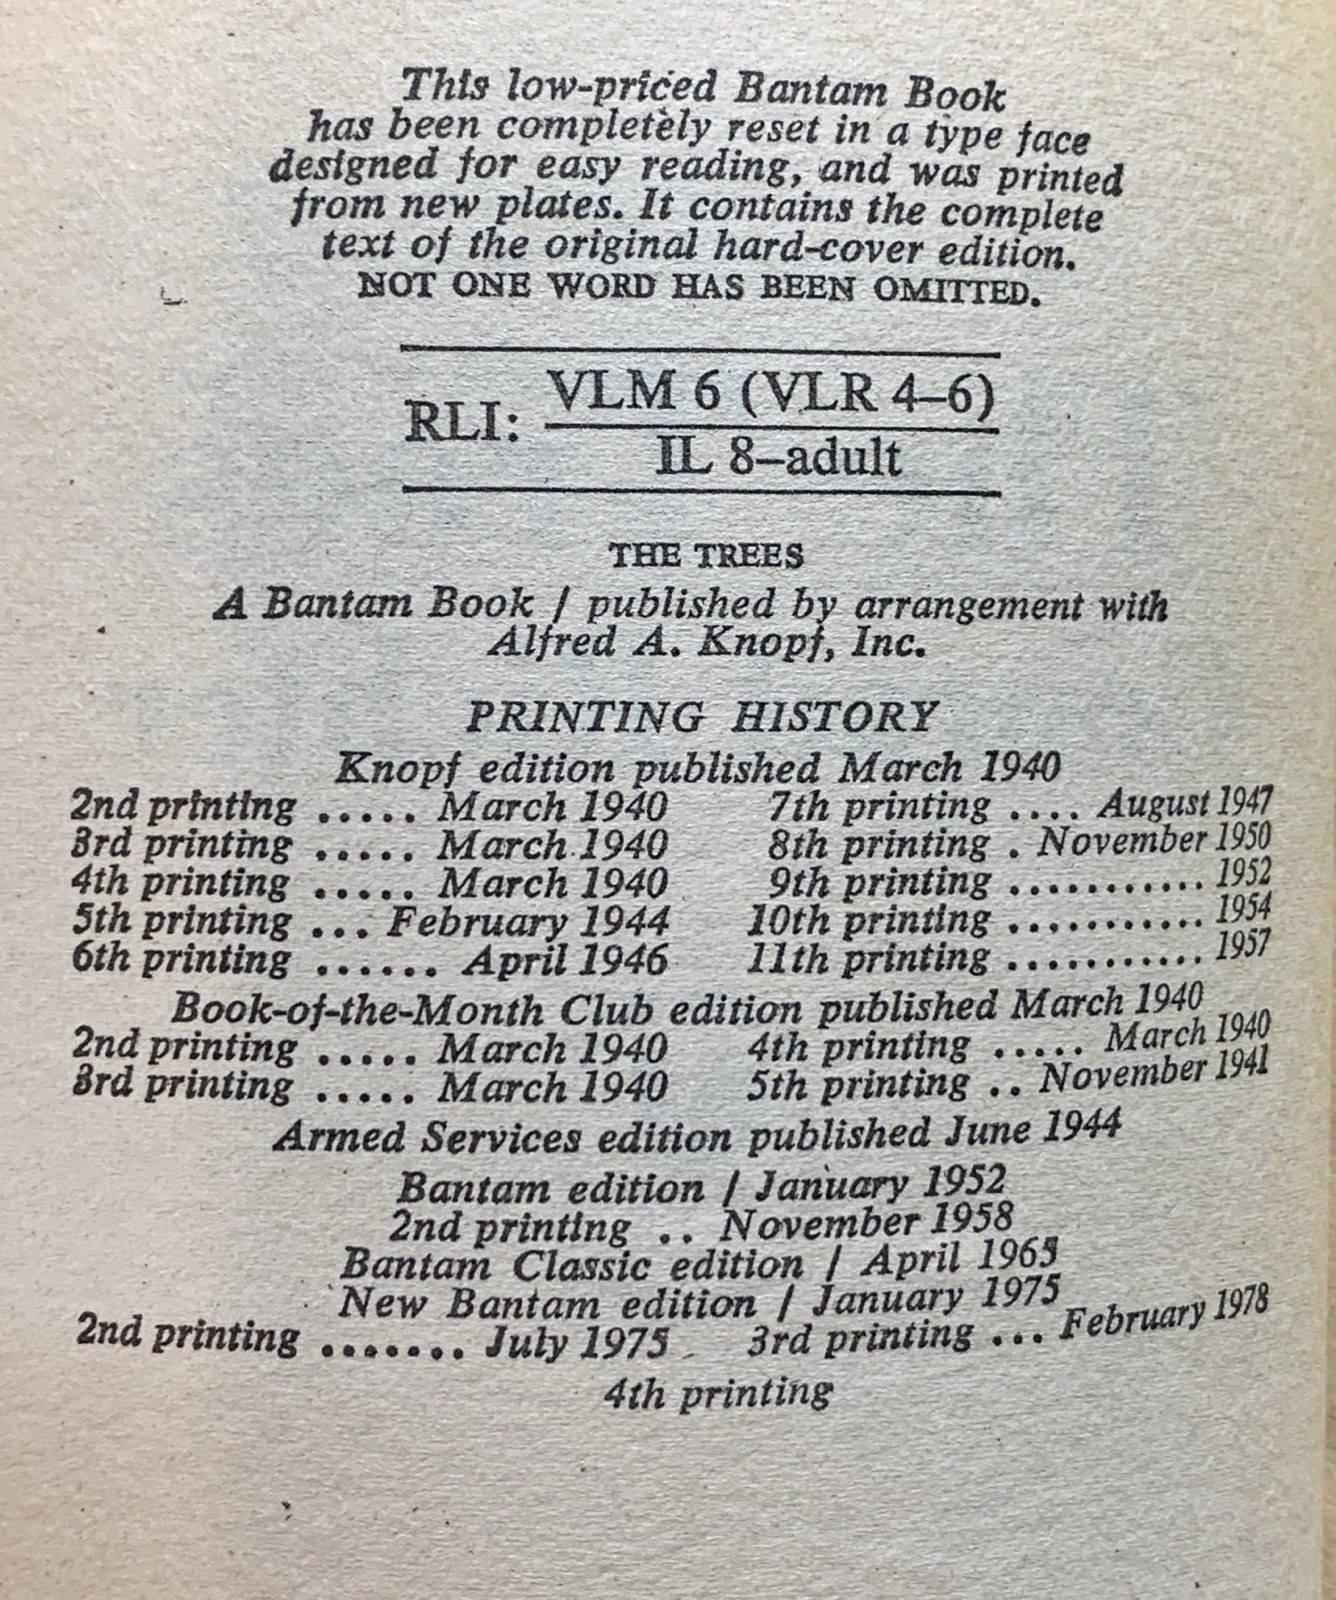 This low-priced Bantam Book
has been completely reset in a type face
designed for easy reading, and was printed
from new plates. It contains the complete
text of the original hard-cover edition.
NOT ONE WORD HAS BEEN OMITTED.
RLI: VLM 6 (VLR 4–6)
IL 8–adult
THE TREES
A Bantam Book / published by arrangement with
Alfred A. Knopf, Inc.
PRINTING HISTORY
Knopf edition published March 1940
2nd printing ..... March 1940 7th printing .... August 1947
3rd printing ..... March 1940 8th printing . November 1950
4th printing ..... March 1940 9th printing ........... 1952
5th printing ... February 1944 10th printing ........... 1954
6th printing ...... April 1946 11th printing ........... 1957
Book-of-the-Month Club edition published March 1940
2nd printing ..... March 1940 4th printing ..... March 1940
3rd printing ..... March 1940 5th printing .. November 1941
Armed Services edition published June 1944
Bantam edition / January 1952
2nd printing .. November 1958
Bantam Classic edition / April 1965
New Bantam edition / January 1975
2nd printing ....... July 1975 3rd printing ... February 1978
4th printing